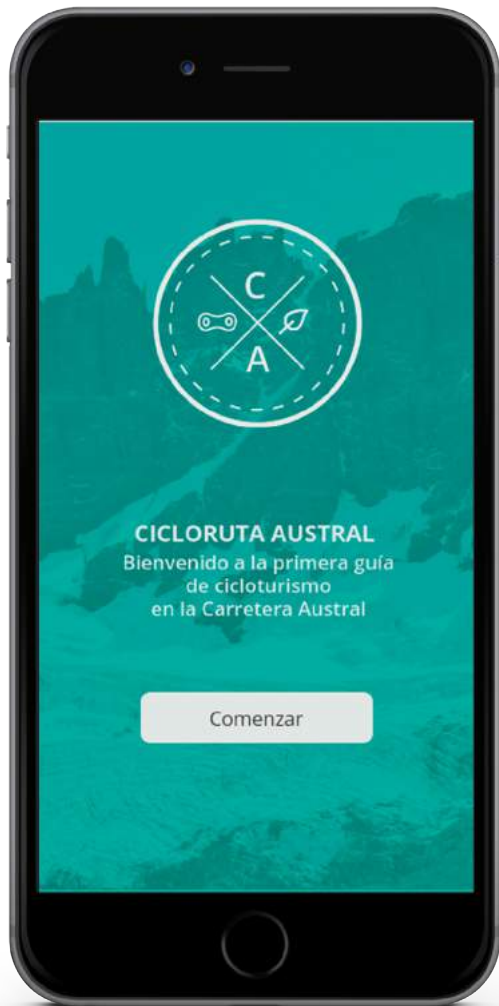 C
A
CICLORUTA AUSTRAL
Bienvenido a la primera guía
de cicloturismo
en la Carretera Austral
Comenzar